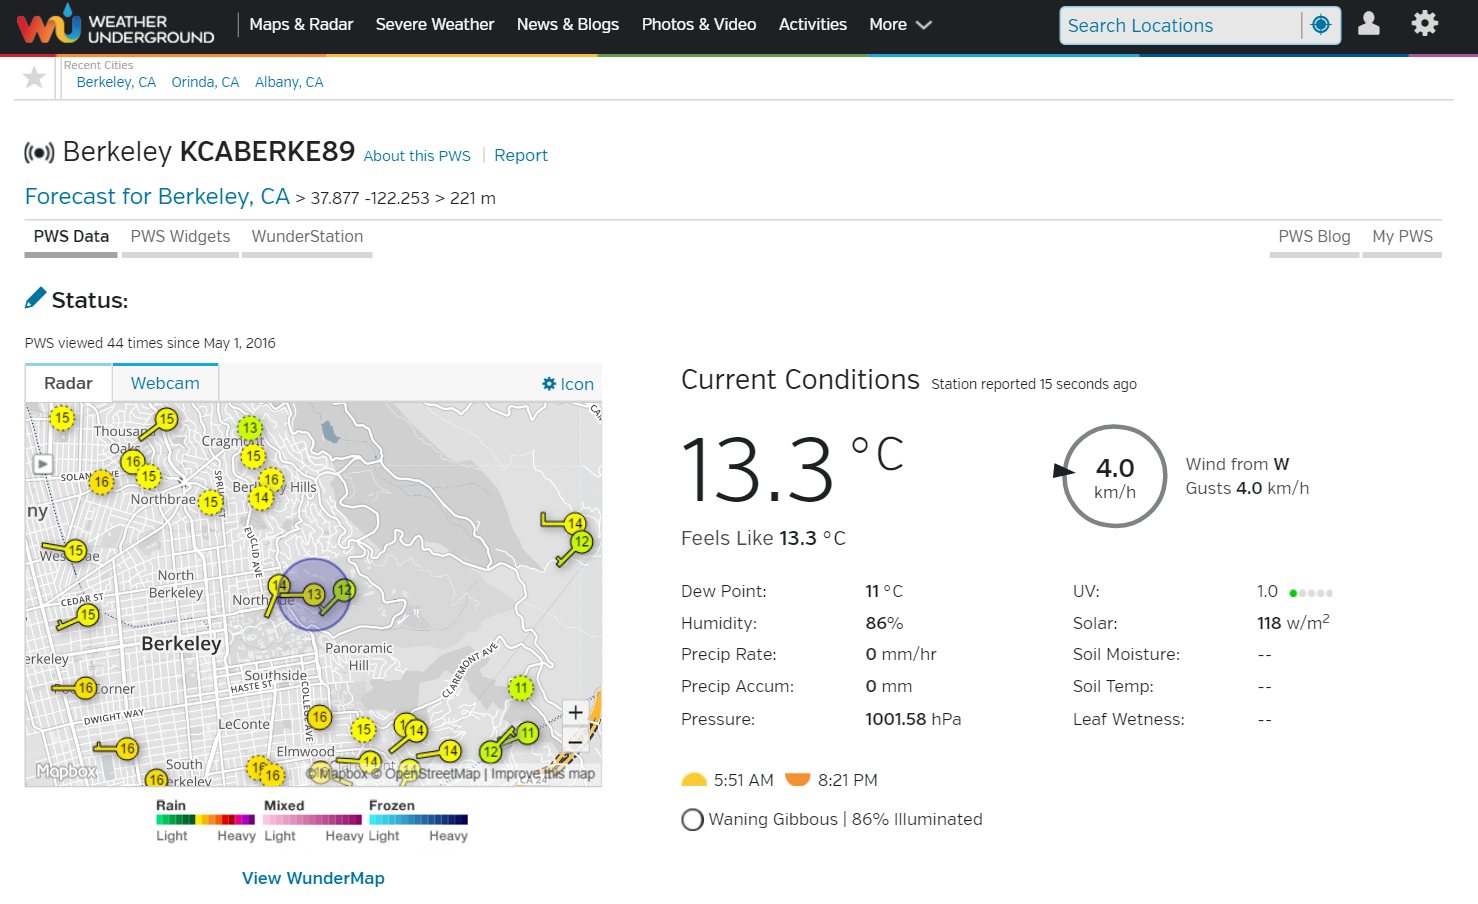 WEATHER UNDERGROUND
Maps & Radar Severe Weather News & Blogs Photos & Video Activities More
Search Locations
Recent Cities
Berkeley, CA Orinda, CA Albany, CA
Berkeley KCABERKE89 About this PWS | Report
Forecast for Berkeley, CA > 37.877 -122.253 > 221 m
PWS Data PWS Widgets WunderStation PWS Blog My PWS
Status:
PWS viewed 44 times since May 1, 2016
Radar Webcam Icon
15
15
Thousa
Oaks
13
Cragmont
16
15
15
SOLAN
16
SPRU
16
Hills
14
Northbrae
15
ny
14
12
15
EUCLID AVE
North
Berkeley
14
13
12
CEDAR ST
North
15
Berkeley
Panoramic
Hill
erkeley
CLAREMONT AVE
Southside
HASTE ST
16
orner
11
COLLEGE AVE
DWIGHT WAY
LeConte
16
15
14
11
+
−
16
Elmwood
14
12
14
South
erkeley
16
16
16
14
CA 24
Mapbox
© Mapbox © OpenStreetMap | Improve this map
Rain Mixed Frozen
Light Heavy Light Heavy Light Heavy
View WunderMap
Current Conditions Station reported 15 seconds ago
13.3 °C
Feels Like 13.3 °C
4.0
km/h
Wind from W
Gusts 4.0 km/h
Dew Point: 11 °C
Humidity: 86%
Precip Rate: 0 mm/hr
Precip Accum: 0 mm
Pressure: 1001.58 hPa
UV: 1.0
Solar: 118 w/m²
Soil Moisture: --
Soil Temp: --
Leaf Wetness: --
5:51 AM 8:21 PM
Waning Gibbous | 86% Illuminated